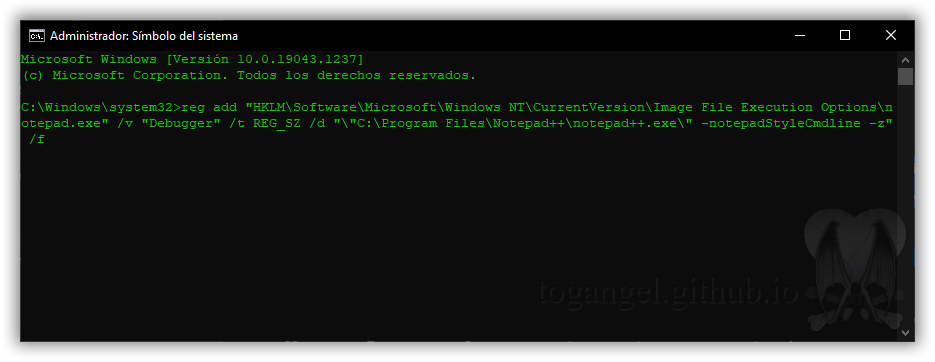 Administrador: Símbolo del sistema
Microsoft Windows [Versión 10.0.19043.1237]
(c) Microsoft Corporation. Todos los derechos reservados.
C:\Windows\system32>reg add "HKLM\Software\Microsoft\Windows NT\CurrentVersion\Image File Execution Options\n
otepad.exe" /v "Debugger" /t REG_SZ /d "\"C:\Program Files\Notepad++\notepad++.exe\" -notepadStyleCmdline -z"
/f
togangel.github.io